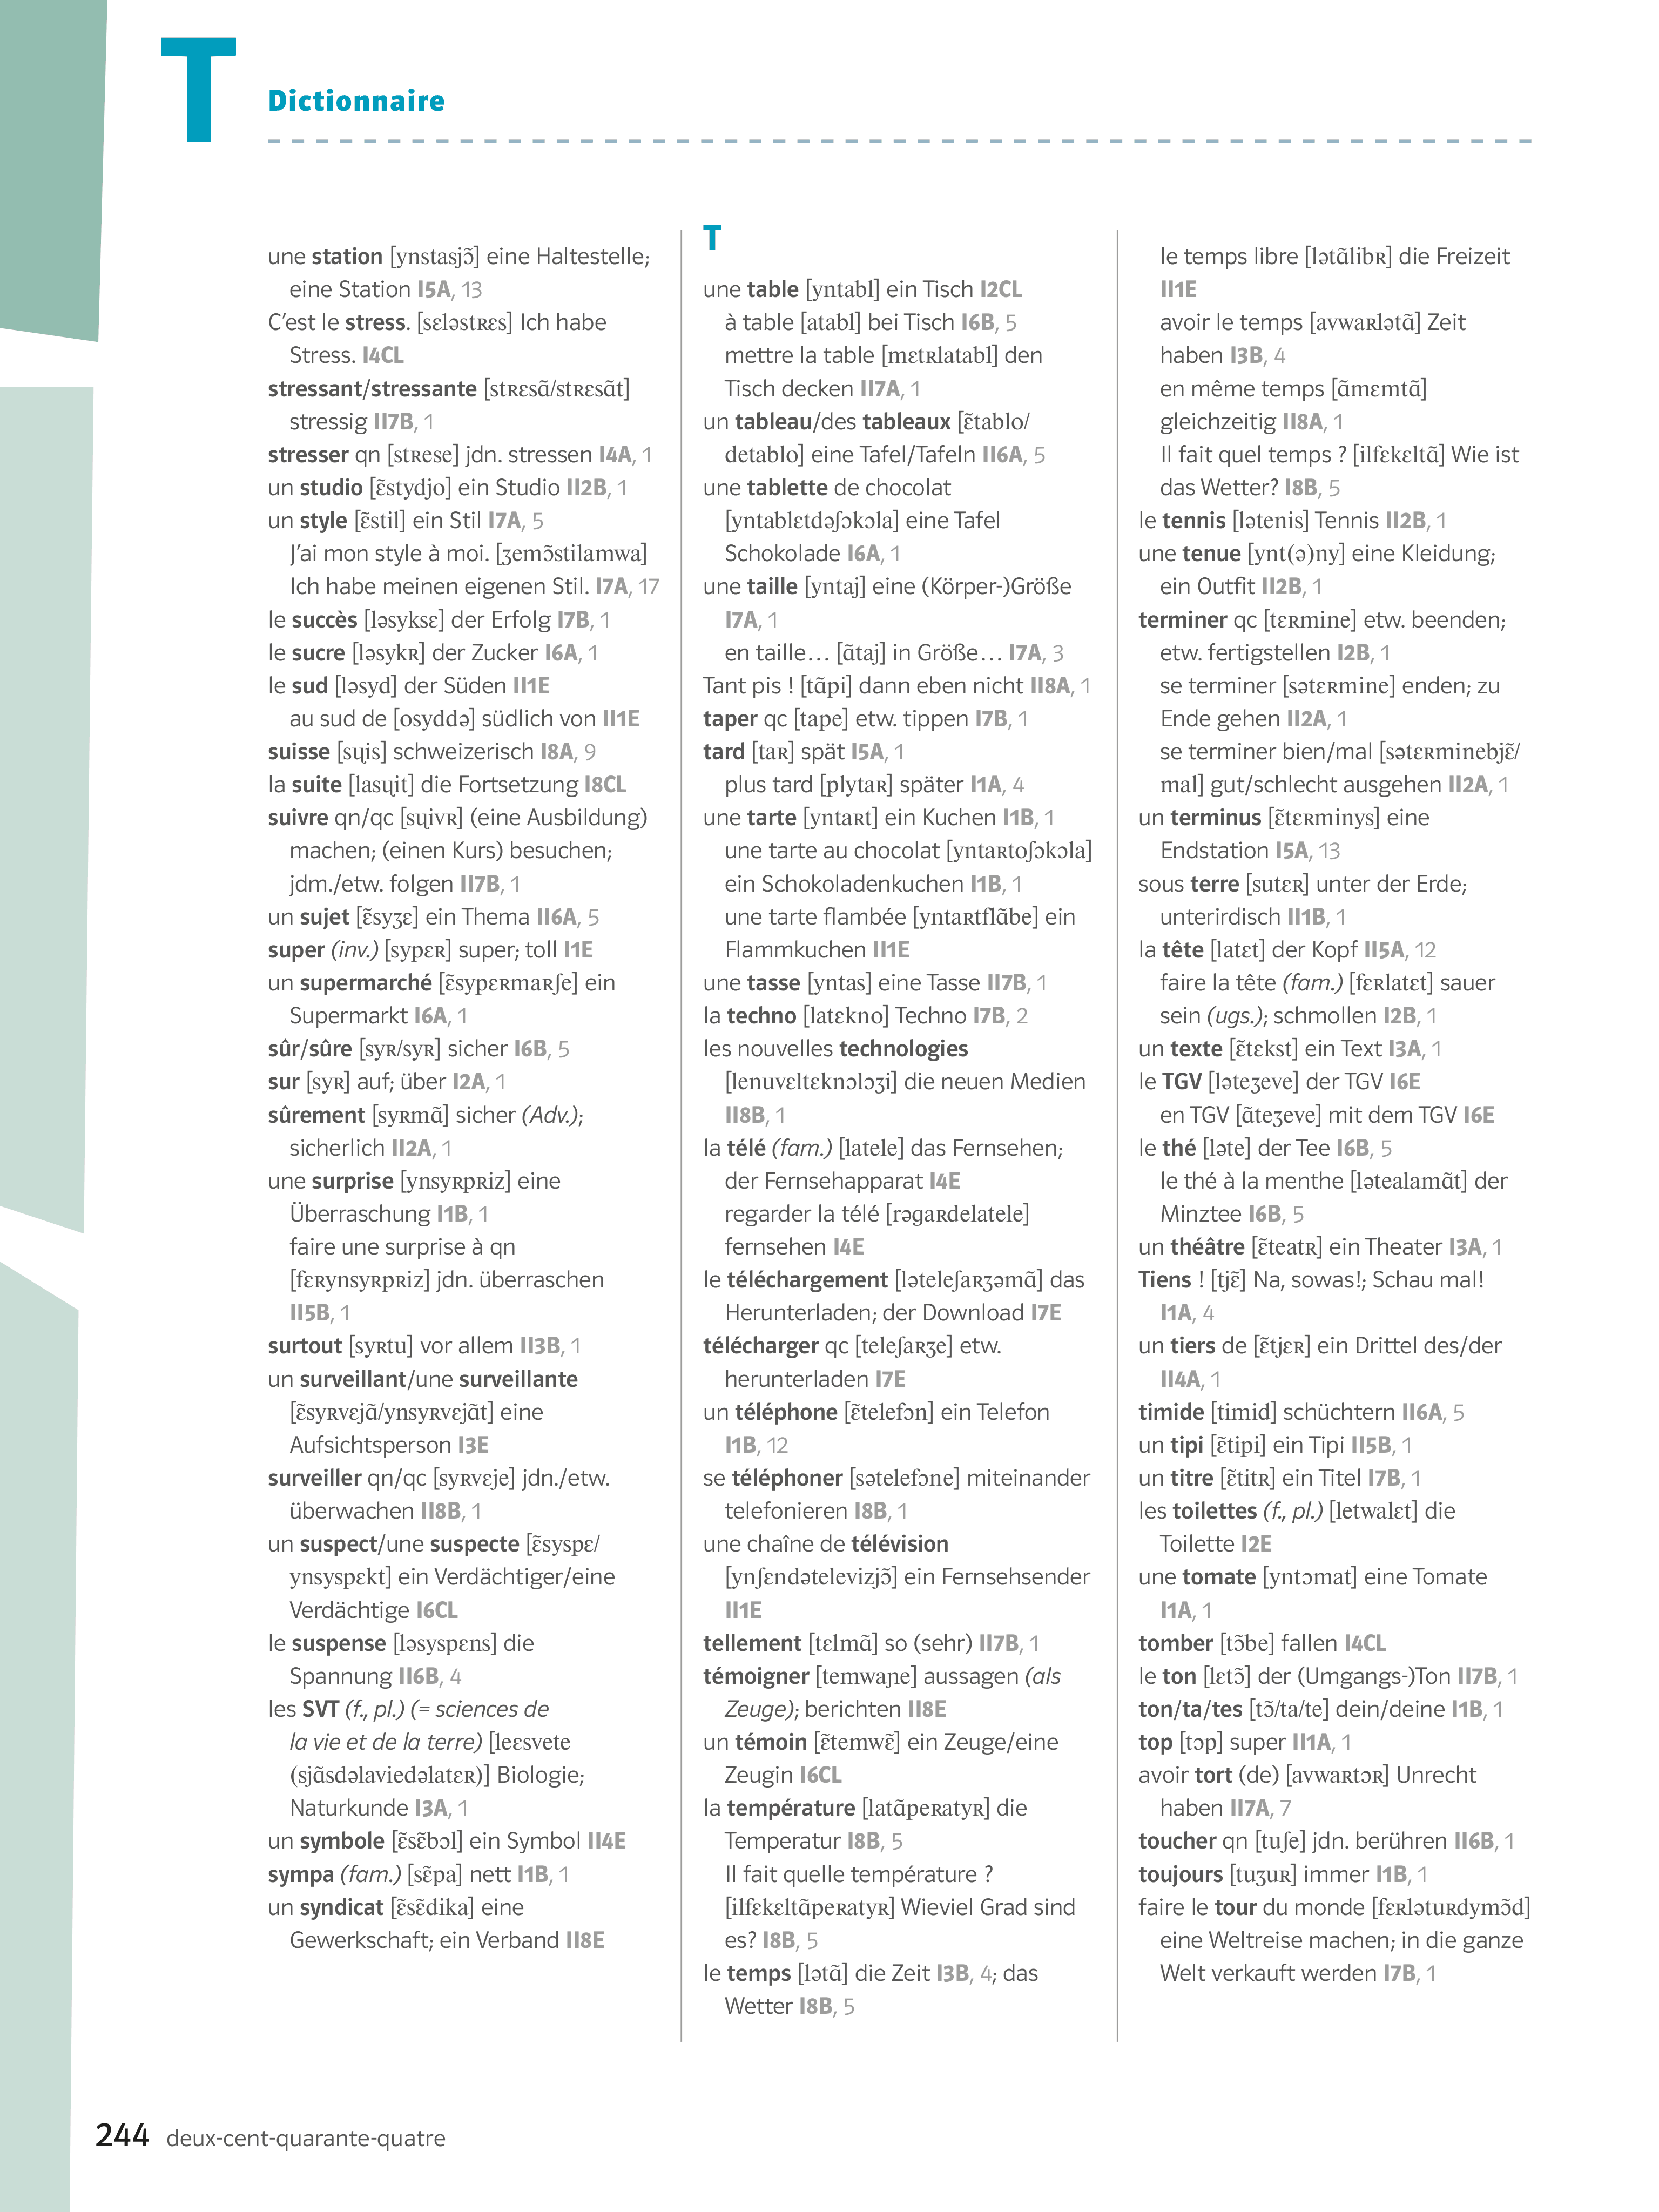 T
Dictionnaire
une station [ynstasjɔ̃] eine Haltestelle;
eine Station I5A, 13
C’est le stress. [sɛləstʀɛs] Ich habe
Stress. I4CL
stressant/stressante [stʀɛsɑ̃/stʀɛsɑ̃t]
stressig II7B, 1
stresser qn [stʀese] jdn. stressen I4A, 1
un studio [ɛ̃stydjo] ein Studio II2B, 1
un style [ɛ̃stil] ein Stil I7A, 5
J’ai mon style à moi. [ʒemɔ̃stilamwa]
Ich habe meinen eigenen Stil. I7A, 17
le succès [ləsyksɛ] der Erfolg I7B, 1
le sucre [ləsykʀ] der Zucker I6A, 1
le sud [ləsyd] der Süden II1E
au sud de [osyddə] südlich von II1E
suisse [sɥis] schweizerisch I8A, 9
la suite [lasɥit] die Fortsetzung I8CL
suivre qn/qc [sɥivʀ] (eine Ausbildung)
machen; (einen Kurs) besuchen;
jdm./etw. folgen II7B, 1
un sujet [ɛ̃syʒɛ] ein Thema II6A, 5
super (inv.) [sypɛʀ] super; toll I1E
un supermarché [ɛ̃sypɛʀmaʀʃe] ein
Supermarkt I6A, 1
sûr/sûre [syʀ/syʀ] sicher I6B, 5
sur [syʀ] auf; über I2A, 1
sûrement [syʀmɑ̃] sicher (Adv.);
sicherlich II2A, 1
une surprise [ynsyʀpʀiz] eine
Überraschung I1B, 1
faire une surprise à qn
[fɛʀynsyʀpʀiz] jdn. überraschen
II5B, 1
surtout [syʀtu] vor allem II3B, 1
un surveillant/une surveillante
[ɛ̃syʀvɛjɑ̃/ynsyʀvɛjɑ̃t] eine
Aufsichtsperson I3E
surveiller qn/qc [syʀvɛje] jdn./etw.
überwachen II8B, 1
un suspect/une suspecte [ɛ̃syspɛ/
ynsyspɛkt] ein Verdächtiger/eine
Verdächtige I6CL
le suspense [ləsyspɛns] die
Spannung II6B, 4
les SVT (f., pl.) (= sciences de
la vie et de la terre) [leɛsvete
(sjɑ̃sdəlaviedəlatɛʀ)] Biologie;
Naturkunde I3A, 1
un symbole [ɛ̃sɛ̃bɔl] ein Symbol II4E
sympa (fam.) [sɛ̃pa] nett I1B, 1
un syndicat [ɛ̃sɛ̃dika] eine
Gewerkschaft; ein Verband II8E
T
une table [yntabl] ein Tisch I2CL
à table [atabl] bei Tisch I6B, 5
mettre la table [mɛtʀlatabl] den
Tisch decken II7A, 1
un tableau/des tableaux [ɛ̃tablo/
detablo] eine Tafel/Tafeln II6A, 5
une tablette de chocolat
[yntablɛtdəʃɔkɔla] eine Tafel
Schokolade I6A, 1
une taille [yntaj] eine (Körper-)Größe
I7A, 1
en taille… [ɑ̃taj] in Größe… I7A, 3
Tant pis ! [tɑ̃pi] dann eben nicht II8A, 1
taper qc [tape] etw. tippen I7B, 1
tard [taʀ] spät I5A, 1
plus tard [plytaʀ] später I1A, 4
une tarte [yntaʀt] ein Kuchen I1B, 1
une tarte au chocolat [yntaʀtoʃɔkɔla]
ein Schokoladenkuchen I1B, 1
une tarte flambée [yntaʀtflɑ̃be] ein
Flammkuchen II1E
une tasse [yntas] eine Tasse II7B, 1
la techno [latɛkno] Techno I7B, 2
les nouvelles technologies
[lenuvɛltɛknɔlɔʒi] die neuen Medien
II8B, 1
la télé (fam.) [latele] das Fernsehen;
der Fernsehapparat I4E
regarder la télé [ʀəgaʀdelatele]
fernsehen I4E
le téléchargement [ləteleʃaʀʒəmɑ̃] das
Herunterladen; der Download I7E
télécharger qc [teleʃaʀʒe] etw.
herunterladen I7E
un téléphone [ɛ̃telefɔn] ein Telefon
I1B, 12
se téléphoner [sətelefɔne] miteinander
telefonieren I8B, 1
une chaîne de télévision
[ynʃɛndətelevizjɔ̃] ein Fernsehsender
II1E
tellement [tɛlmɑ̃] so (sehr) II7B, 1
témoigner [temwaɲe] aussagen (als
Zeuge); berichten II8E
un témoin [ɛ̃temwɛ̃] ein Zeuge/eine
Zeugin I6CL
la température [latɑ̃peʀatyʀ] die
Temperatur I8B, 5
Il fait quelle température ?
[ilfɛkɛltɑ̃peʀatyʀ] Wieviel Grad sind
es? I8B, 5
le temps [lətɑ̃] die Zeit I3B, 4; das
Wetter I8B, 5
le temps libre [lətɑ̃libʀ] die Freizeit
II1E
avoir le temps [avwaʀlətɑ̃] Zeit
haben I3B, 4
en même temps [ɑ̃mɛmtɑ̃]
gleichzeitig II8A, 1
Il fait quel temps ? [ilfɛkɛltɑ̃] Wie ist
das Wetter? I8B, 5
le tennis [lətenis] Tennis II2B, 1
une tenue [ynt(ə)ny] eine Kleidung;
ein Outfit II2B, 1
terminer qc [tɛʀmine] etw. beenden;
etw. fertigstellen I2B, 1
se terminer [sətɛʀmine] enden; zu
Ende gehen II2A, 1
se terminer bien/mal [sətɛʀminebjɛ̃/
mal] gut/schlecht ausgehen II2A, 1
un terminus [ɛ̃tɛʀminys] eine
Endstation I5A, 13
sous terre [sutɛʀ] unter der Erde;
unterirdisch II1B, 1
la tête [latɛt] der Kopf II5A, 12
faire la tête (fam.) [fɛʀlatɛt] sauer
sein (ugs.); schmollen I2B, 1
un texte [ɛ̃tɛkst] ein Text I3A, 1
le TGV [ləteʒeve] der TGV I6E
en TGV [ɑ̃teʒeve] mit dem TGV I6E
le thé [ləte] der Tee I6B, 5
le thé à la menthe [lətealamɑ̃t] der
Minztee I6B, 5
un théâtre [ɛ̃teatʀ] ein Theater I3A, 1
Tiens ! [tjɛ̃] Na, sowas!; Schau mal!
I1A, 4
un tiers de [ɛ̃tjɛʀ] ein Drittel des/der
II4A, 1
timide [timid] schüchtern II6A, 5
un tipi [ɛ̃tipi] ein Tipi II5B, 1
un titre [ɛ̃titʀ] ein Titel I7B, 1
les toilettes (f., pl.) [letwalɛt] die
Toilette I2E
une tomate [yntɔmat] eine Tomate
I1A, 1
tomber [tɔ̃be] fallen I4CL
le ton [lɛtɔ̃] der (Umgangs-)Ton II7B, 1
ton/ta/tes [tɔ̃/ta/te] dein/deine I1B, 1
top [tɔp] super II1A, 1
avoir tort (de) [avwaʀtɔʀ] Unrecht
haben II7A, 7
toucher qn [tuʃe] jdn. berühren II6B, 1
toujours [tuʒuʀ] immer I1B, 1
faire le tour du monde [fɛʀlətuʀdymɔ̃d]
eine Weltreise machen; in die ganze
Welt verkauft werden I7B, 1
244 deux-cent-quarante-quatre